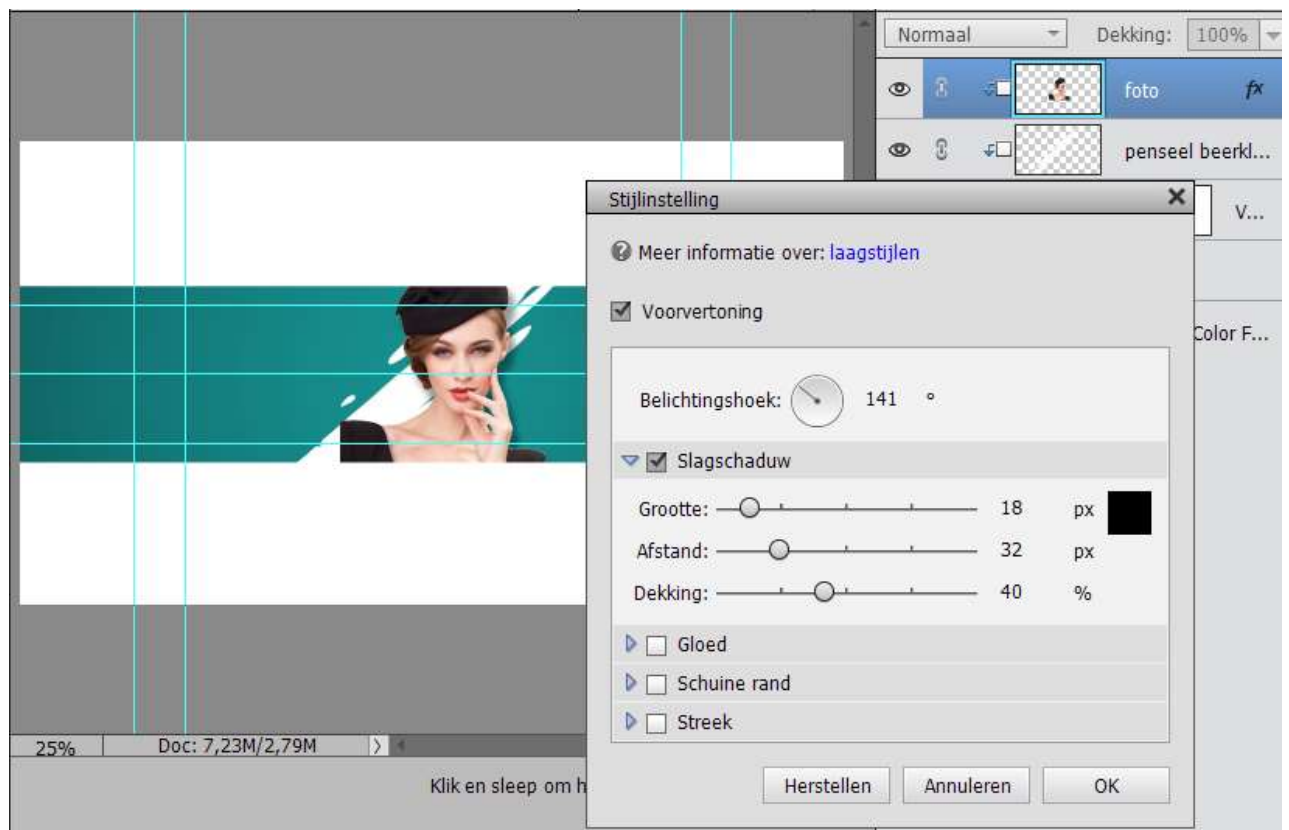 Normaal Dekking: 100%
foto fx
penseel beerkl...
V...
Color F...
Stijlinstelling
Meer informatie over: laagstijlen
Voorvertoning
Belichtingshoek: 141 °
Slagschaduw
Grootte: 18 px
Afstand: 32 px
Dekking: 40 %
Gloed
Schuine rand
Streek
Herstellen Annuleren OK
25% Doc: 7,23M/2,79M
Klik en sleep om h